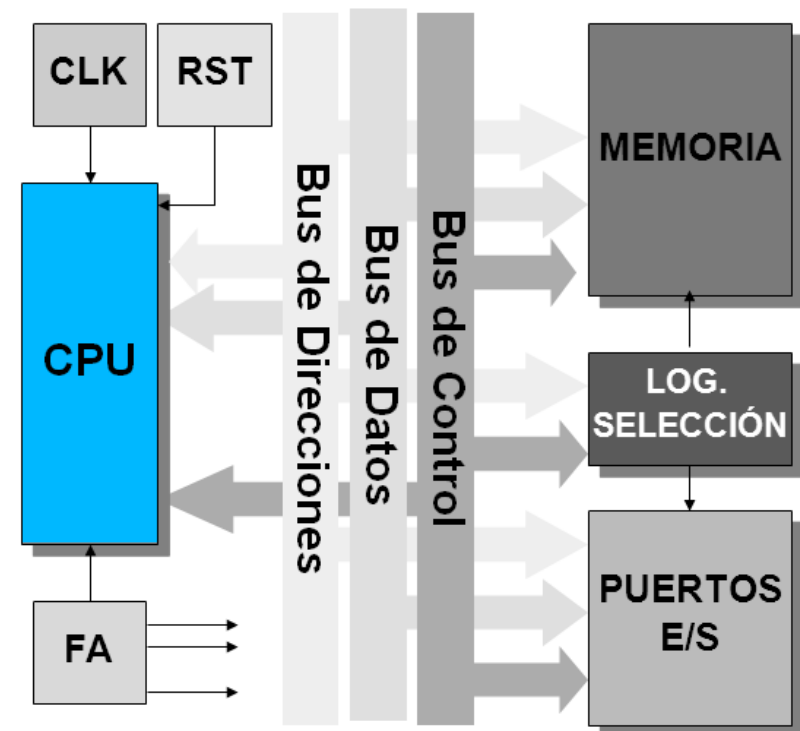 CLK
RST
CPU
FA
Bus de Direcciones
Bus de Datos
Bus de Control
MEMORIA
LOG.
SELECCIÓN
PUERTOS
E/S